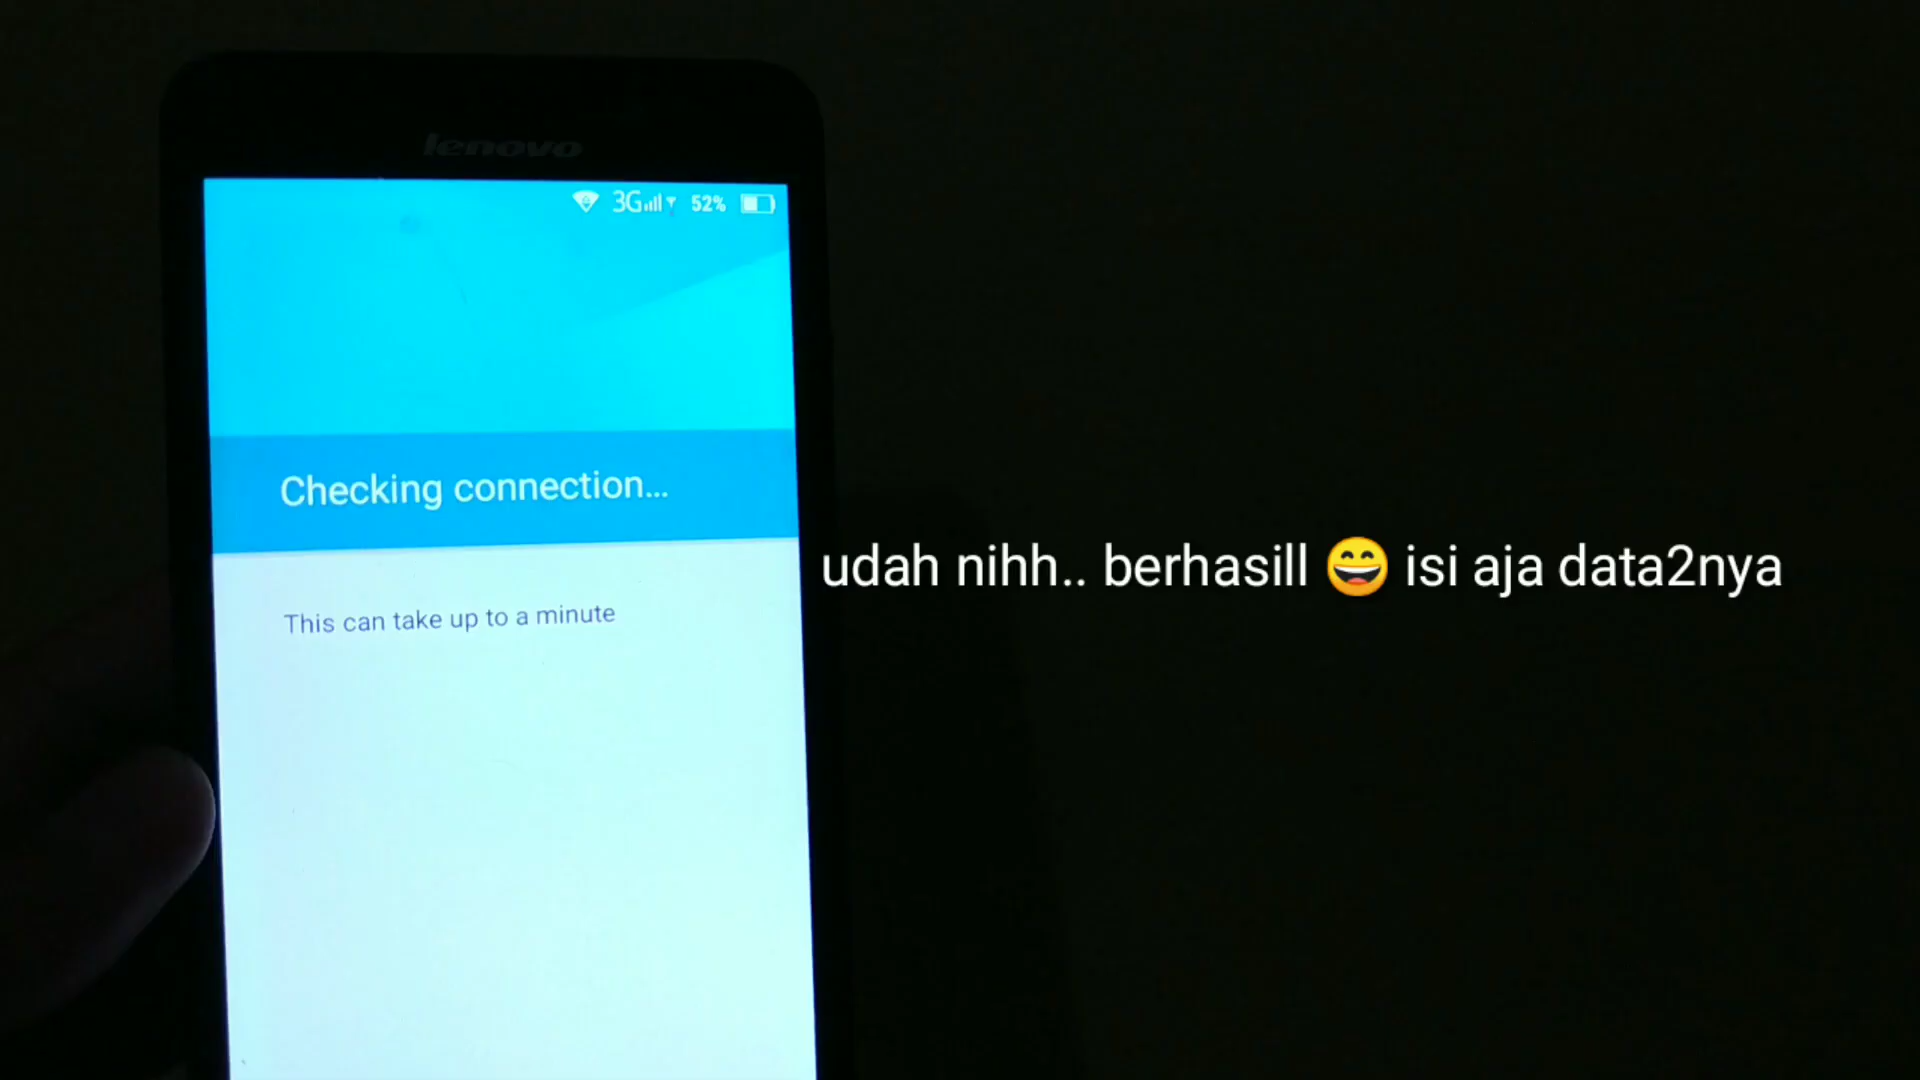 lenovo
3G 52%
Checking connection...
This can take up to a minute
udah nihh.. berhasill 😄 isi aja data2nya